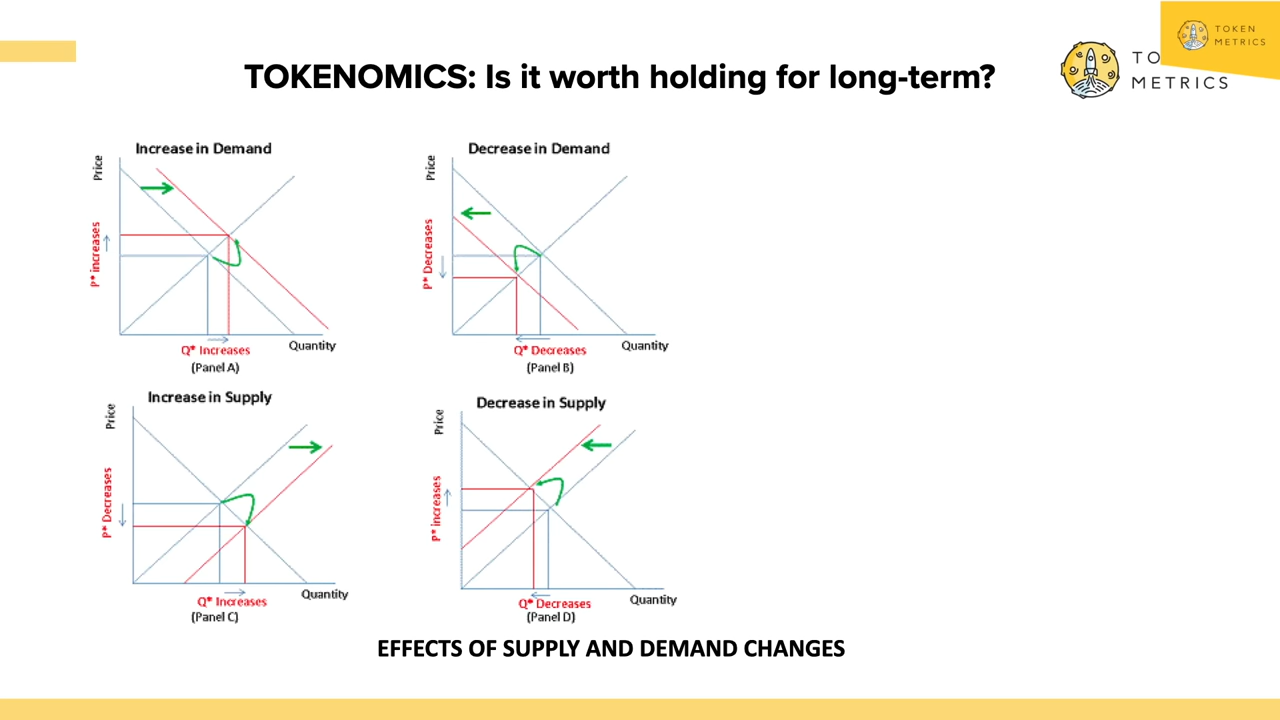 TOKENOMICS: Is it worth holding for long-term?
TO
METRICS
TOKEN
METRICS
Increase in Demand
Price
P* increases
Q* Increases
Quantity
(Panel A)
Decrease in Demand
Price
P* Decreases
Q* Decreases
Quantity
(Panel B)
Increase in Supply
Price
P* Decreases
Q* Increases
Quantity
(Panel C)
Decrease in Supply
Price
P* increases
Q* Decreases
Quantity
(Panel D)
EFFECTS OF SUPPLY AND DEMAND CHANGES